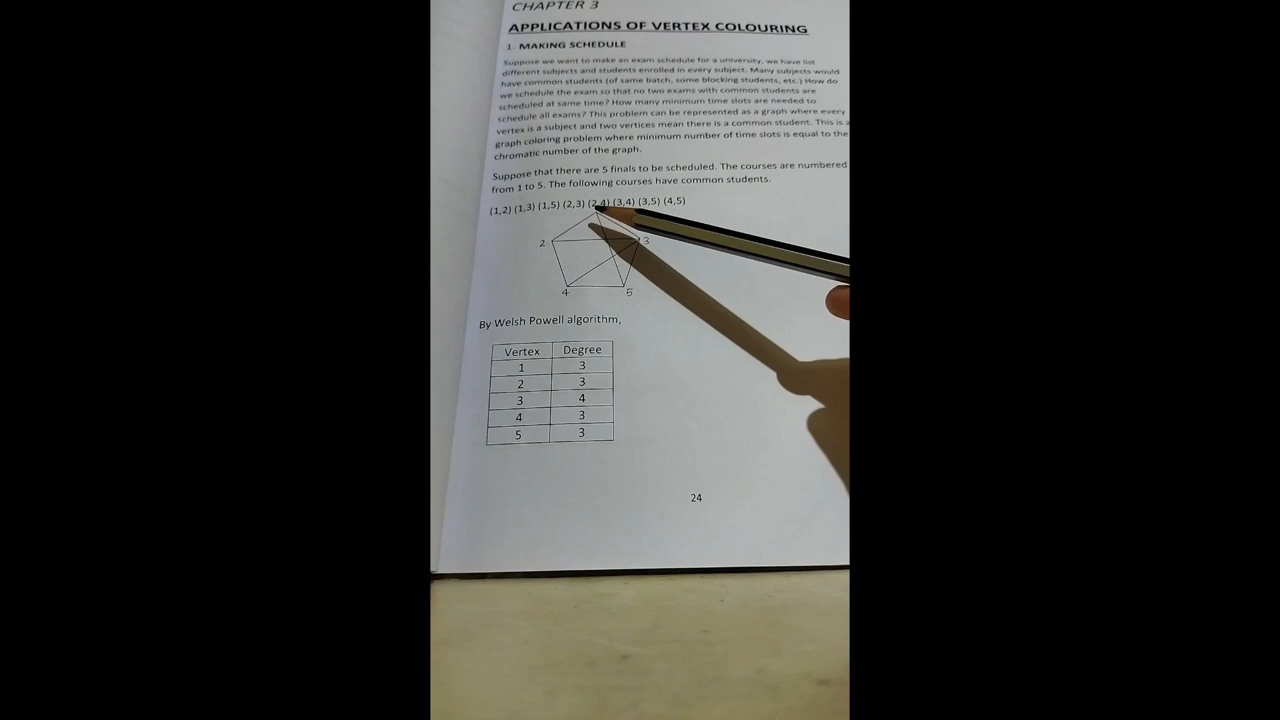 CHAPTER 3
APPLICATIONS OF VERTEX COLOURING
1. MAKING SCHEDULE
Suppose we want to make an exam schedule for a university, we have list
different subjects and students enrolled in every subject. Many subjects would
have common students (of same batch, some blocking students, etc.) How do
we schedule the exam so that no two exams with common students are
scheduled at same time? How many minimum time slots are needed to
schedule all exams? This problem can be represented as a graph where every
vertex is a subject and two vertices mean there is a common student. This is a
graph coloring problem where minimum number of time slots is equal to the
chromatic number of the graph.
Suppose that there are 5 finals to be scheduled. The courses are numbered
from 1 to 5. The following courses have common students.
(1,2) (1,3) (1,5) (2,3) (2,4) (3,4) (3,5) (4,5)
2 3
4 5
By Welsh Powell algorithm,
Vertex Degree
1 3
2 3
3 4
4 3
5 3
24